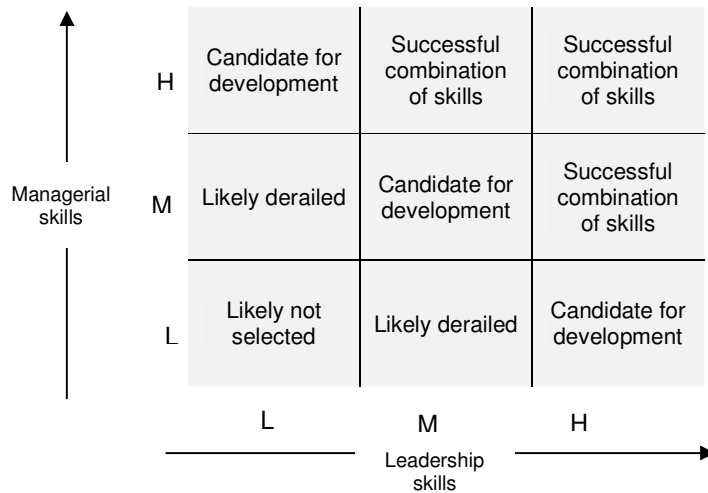 Candidate for
development
Successful
combination
of skills
Successful
combination
of skills
H
Managerial
skills
M
Likely derailed
Candidate for
development
Successful
combination
of skills
L
Likely not
selected
Likely derailed
Candidate for
development
L
M
H
Leadership
skills